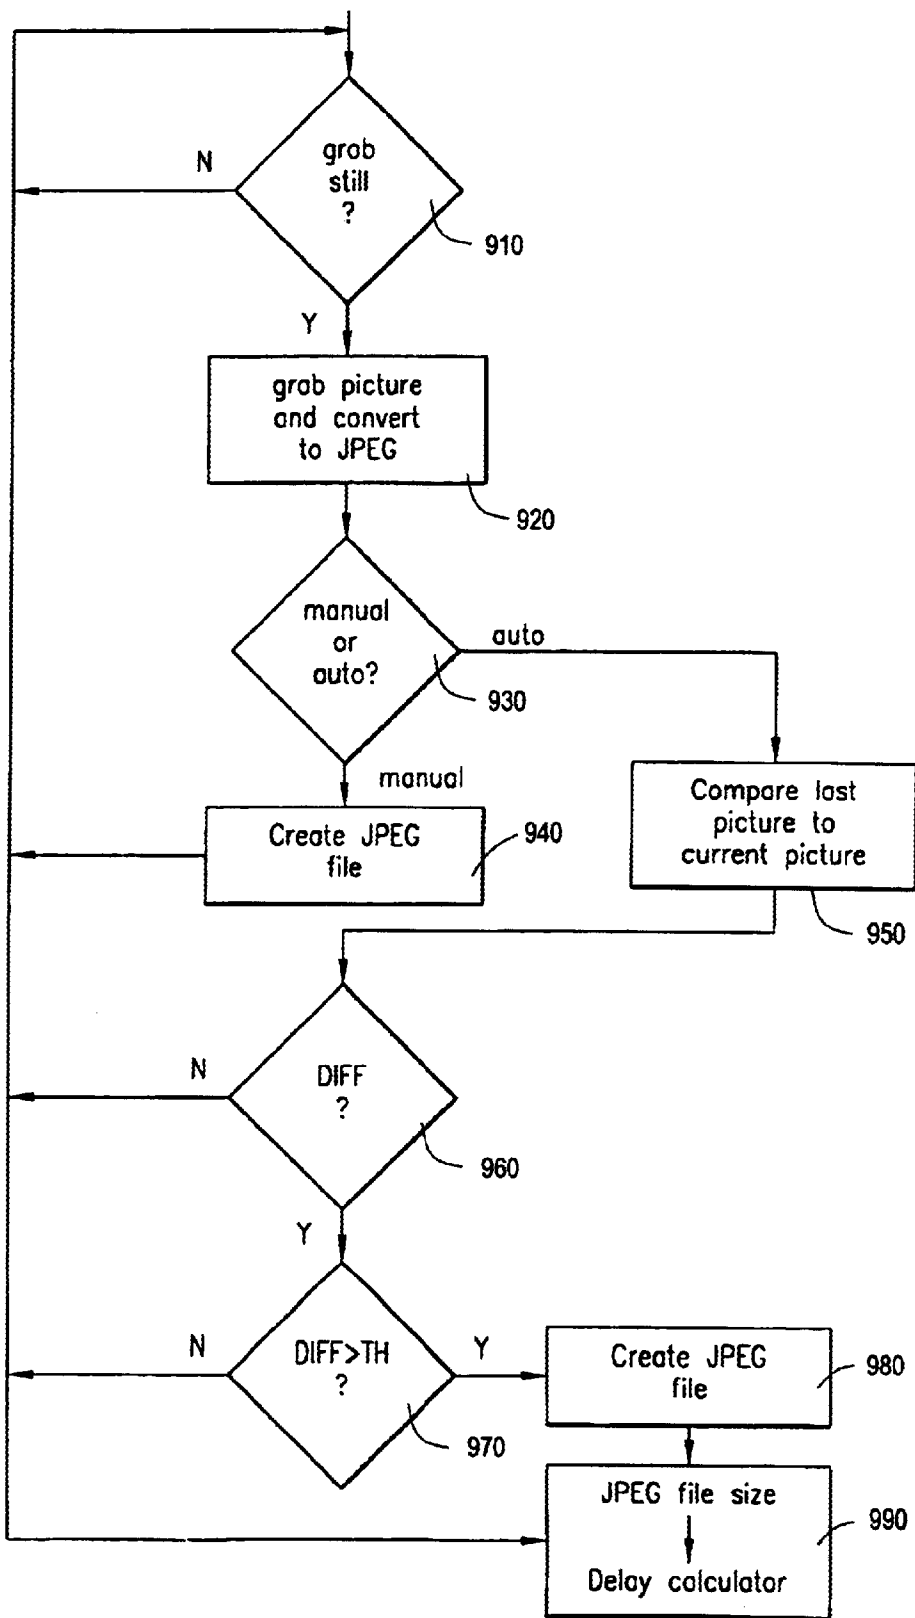 grab
still
?
N
910
Y
grab picture
and convert
to JPEG
920
manual
or
auto?
auto
930
manual
Create JPEG
file
940
Compare last
picture to
current picture
950
N
DIFF
?
960
Y
N
DIFF>TH
?
Y
970
Create JPEG
file
980
JPEG file size
990
Delay calculator